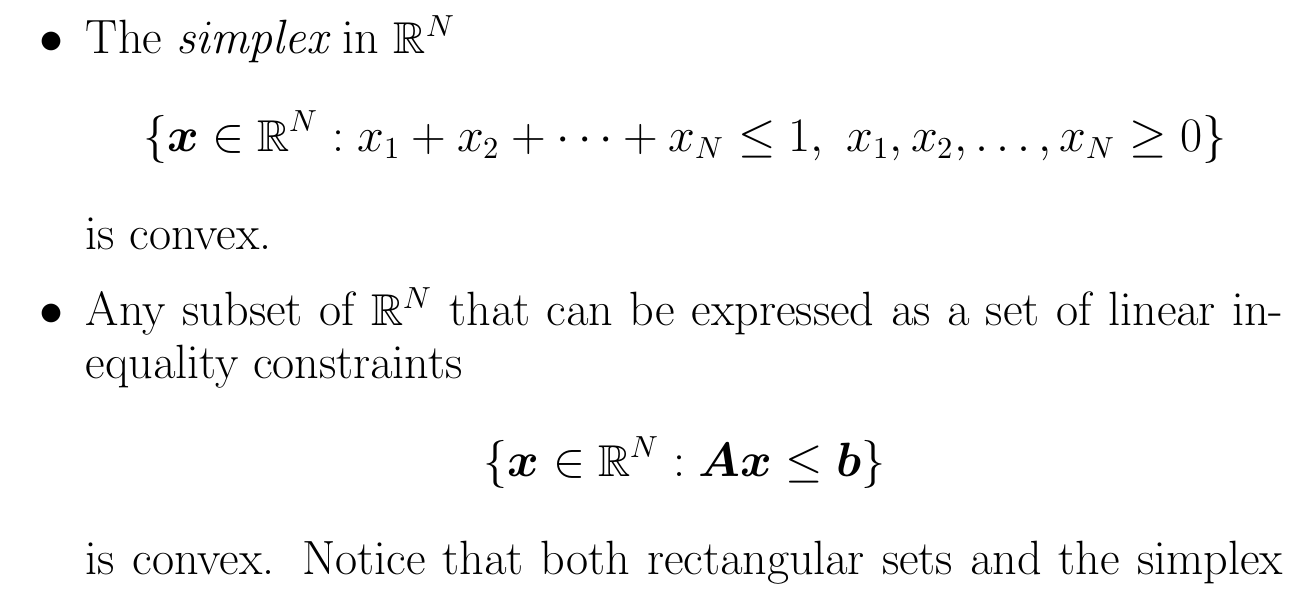 • The simplex in ℝ^N
{x ∈ ℝ^N : x_1 + x_2 + ··· + x_N ≤ 1, x_1, x_2, ..., x_N ≥ 0}
is convex.
• Any subset of ℝ^N that can be expressed as a set of linear in-
equality constraints
{x ∈ ℝ^N : Ax ≤ b}
is convex. Notice that both rectangular sets and the simplex